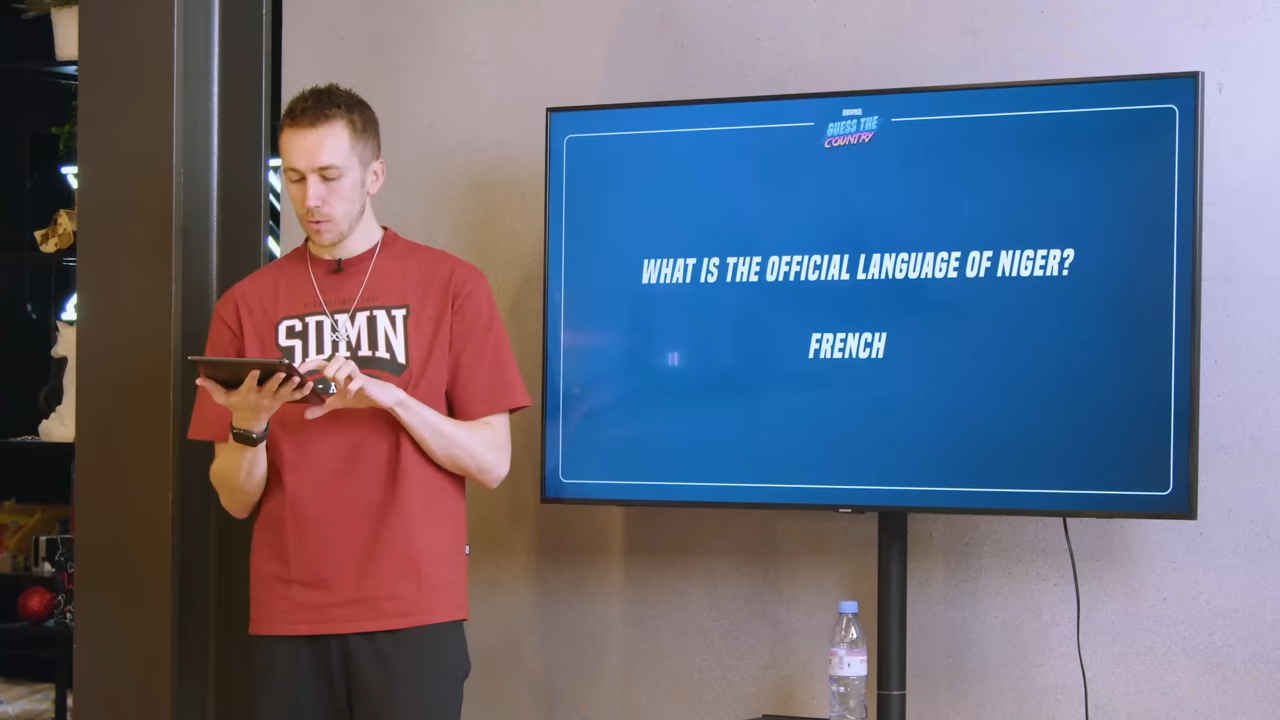 SDMN
A
GUESS THE
COUNTRY
WHAT IS THE OFFICIAL LANGUAGE OF NIGER?
FRENCH